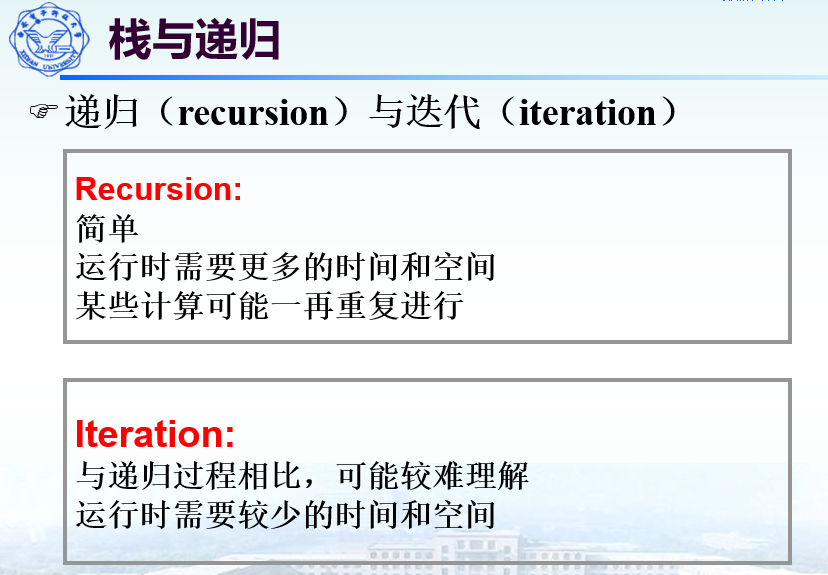 栈与递归
递归（recursion）与迭代（iteration）
Recursion:
简单
运行时需要更多的时间和空间
某些计算可能一再重复进行
Iteration:
与递归过程相比，可能较难理解
运行时需要较少的时间和空间